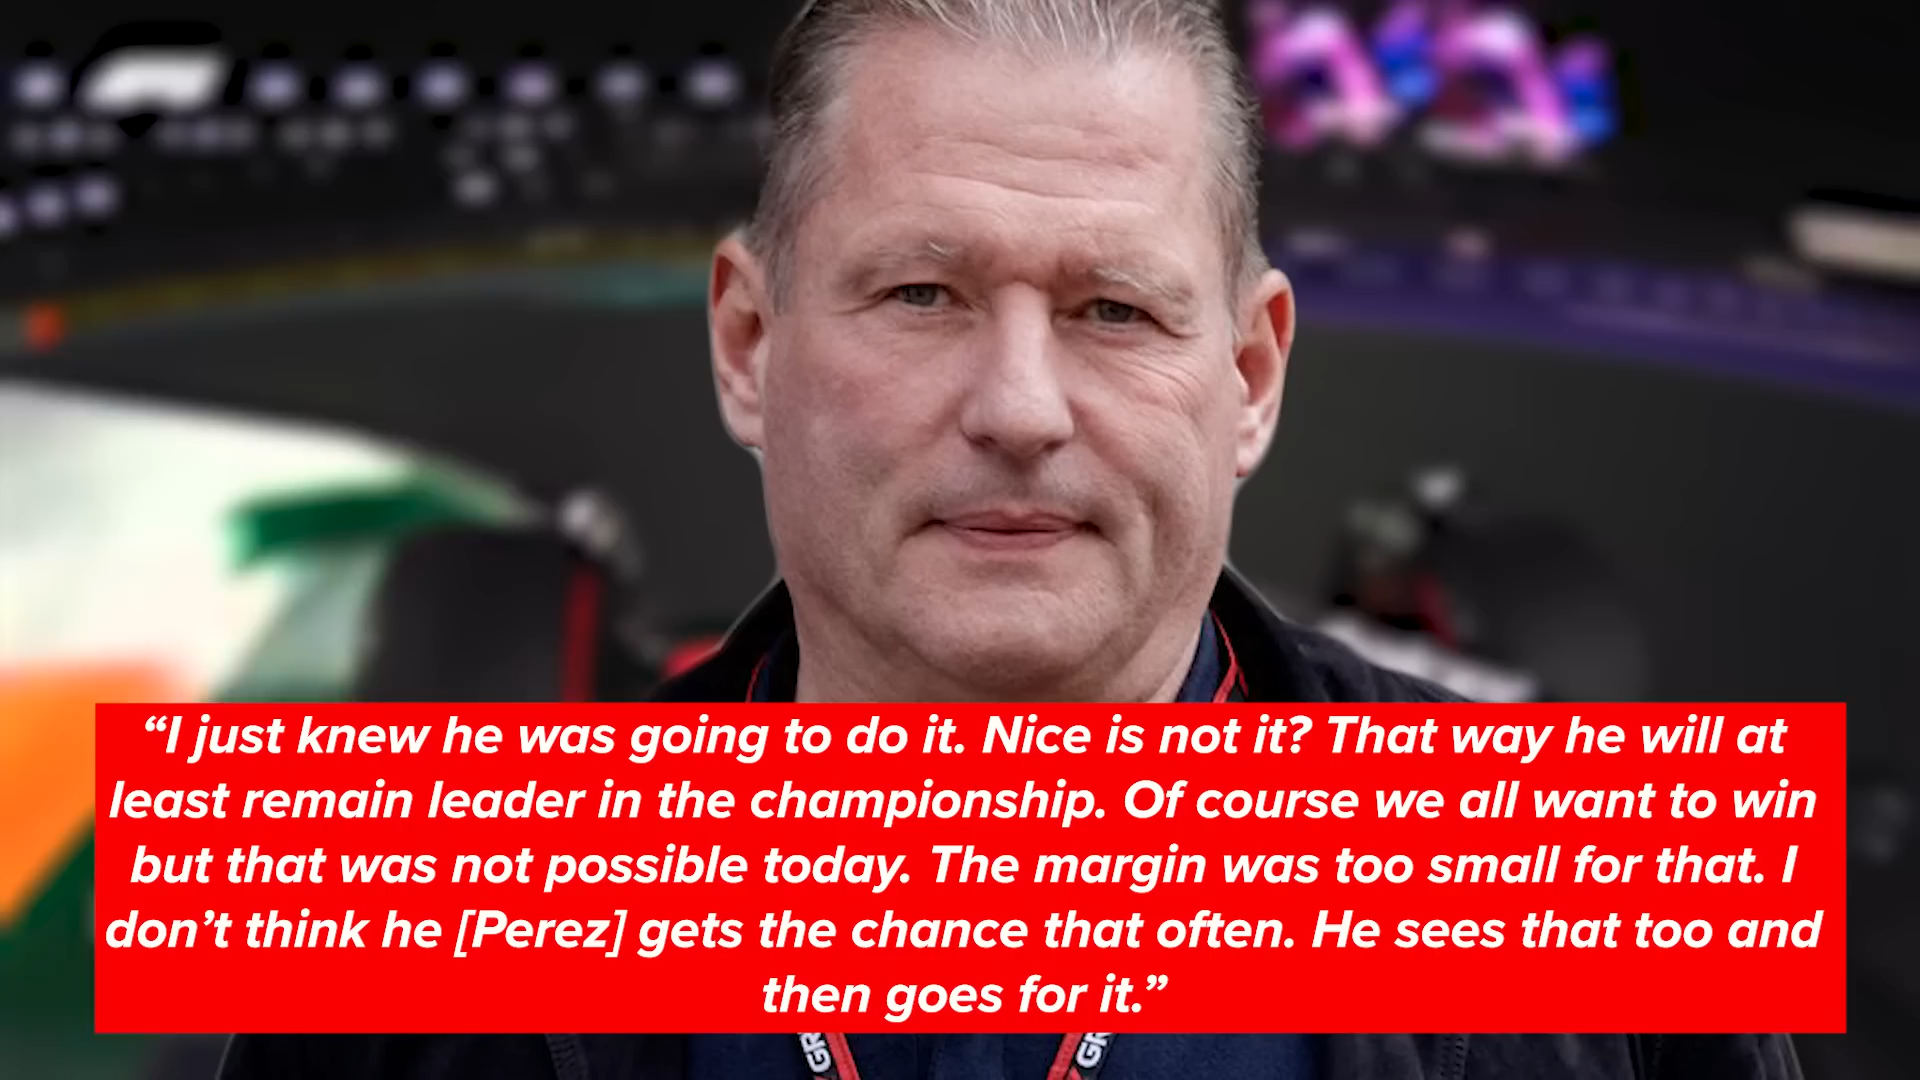 “I just knew he was going to do it. Nice is not it? That way he will at
least remain leader in the championship. Of course we all want to win
but that was not possible today. The margin was too small for that. I
don’t think he [Perez] gets the chance that often. He sees that too and
then goes for it.”
GR
GR